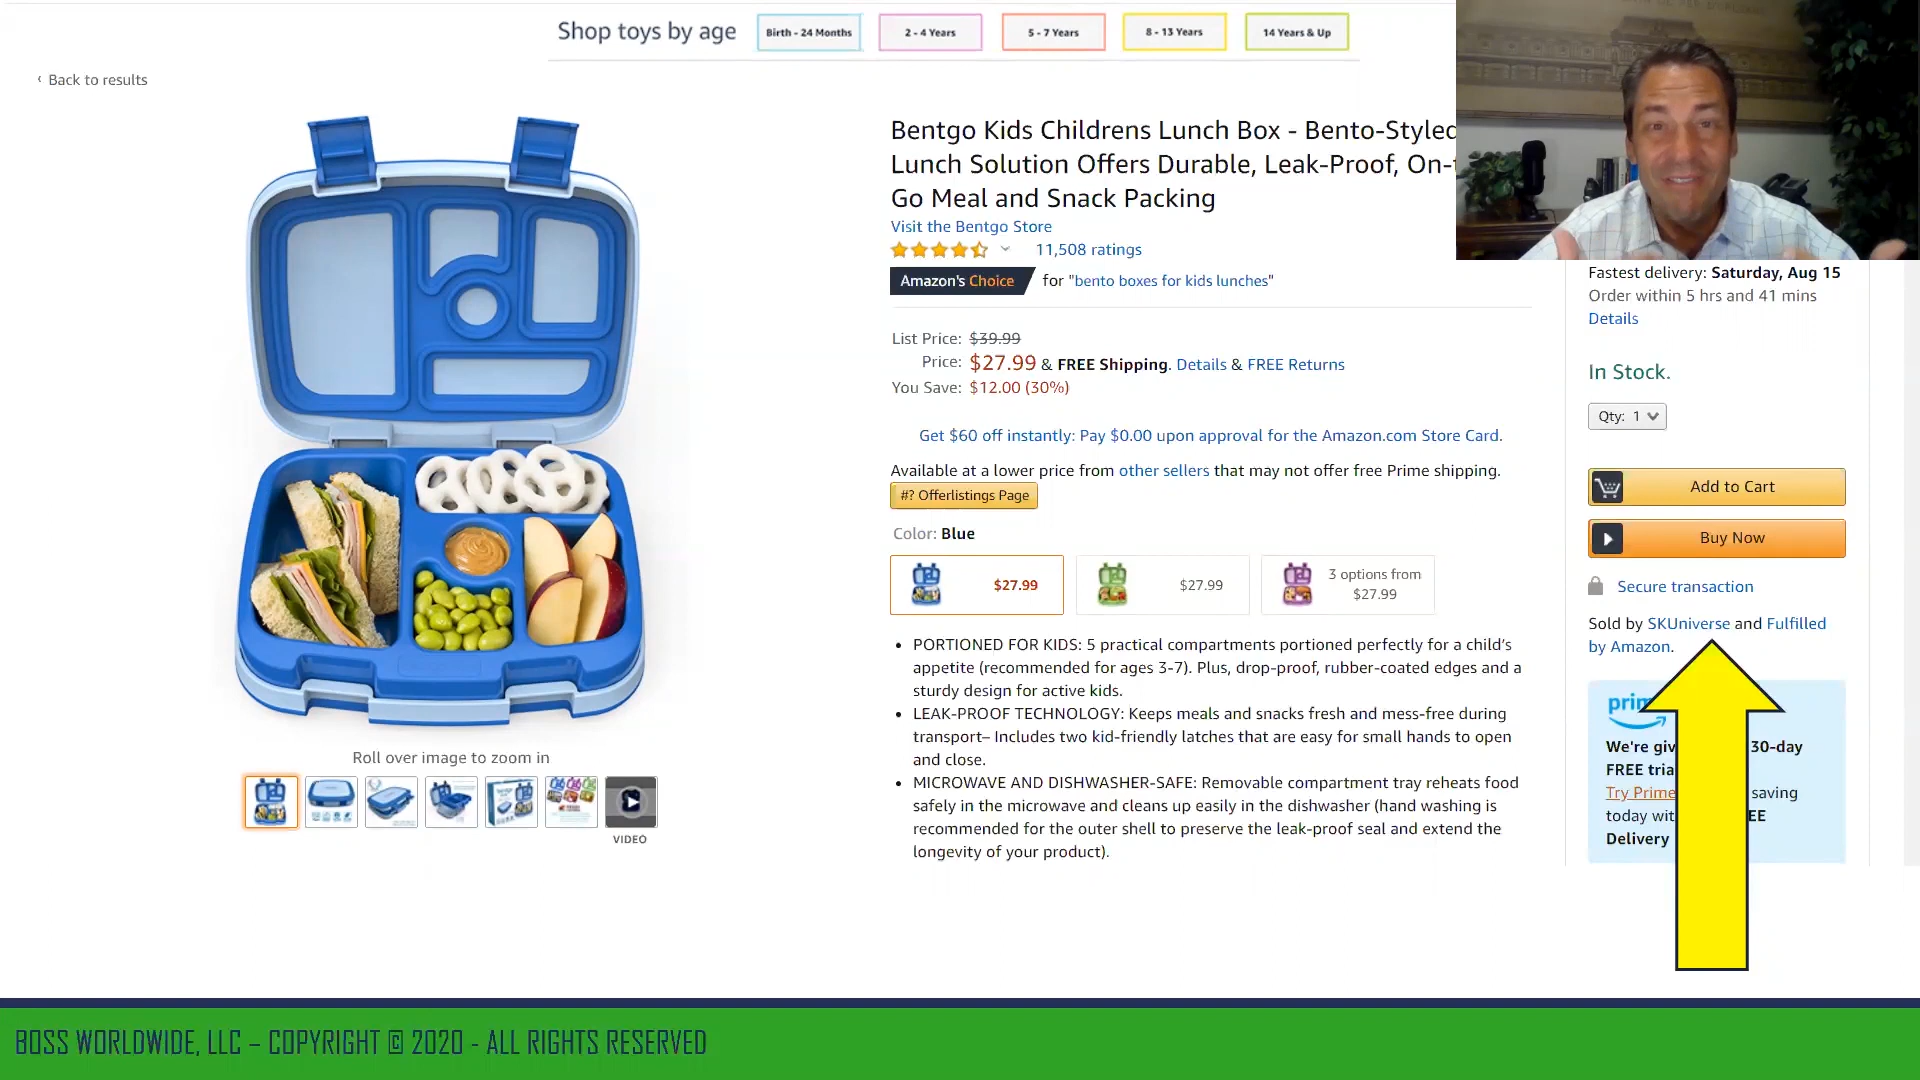 Shop toys by age
Birth - 24 Months
2 - 4 Years
5 - 7 Years
8 - 13 Years
14 Years & Up
‹ Back to results
Bentgo Kids Childrens Lunch Box - Bento-Styled
Lunch Solution Offers Durable, Leak-Proof, On-
Go Meal and Snack Packing
Visit the Bentgo Store
11,508 ratings
Amazon's Choice for "bento boxes for kids lunches"
List Price: $39.99
Price: $27.99 & FREE Shipping. Details & FREE Returns
You Save: $12.00 (30%)
Get $60 off instantly: Pay $0.00 upon approval for the Amazon.com Store Card.
Available at a lower price from other sellers that may not offer free Prime shipping.
#? Offerlistings Page
Color: Blue
$27.99
$27.99
3 options from
$27.99
• PORTIONED FOR KIDS: 5 practical compartments portioned perfectly for a child’s
appetite (recommended for ages 3-7). Plus, drop-proof, rubber-coated edges and a
sturdy design for active kids.
• LEAK-PROOF TECHNOLOGY: Keeps meals and snacks fresh and mess-free during
transport– Includes two kid-friendly latches that are easy for small hands to open
and close.
• MICROWAVE AND DISHWASHER-SAFE: Removable compartment tray reheats food
safely in the microwave and cleans up easily in the dishwasher (hand washing is
recommended for the outer shell to preserve the leak-proof seal and extend the
longevity of your product).
Roll over image to zoom in
VIDEO
Fastest delivery: Saturday, Aug 15
Order within 5 hrs and 41 mins
Details
In Stock.
Qty: 1
Add to Cart
Buy Now
Secure transaction
Sold by SKUniverse and Fulfilled
by Amazon.
We're 30-day
FREE
Try Prime saving
today
Delivery
BOSS WORLDWIDE, LLC – COPYRIGHT © 2020 - ALL RIGHTS RESERVED